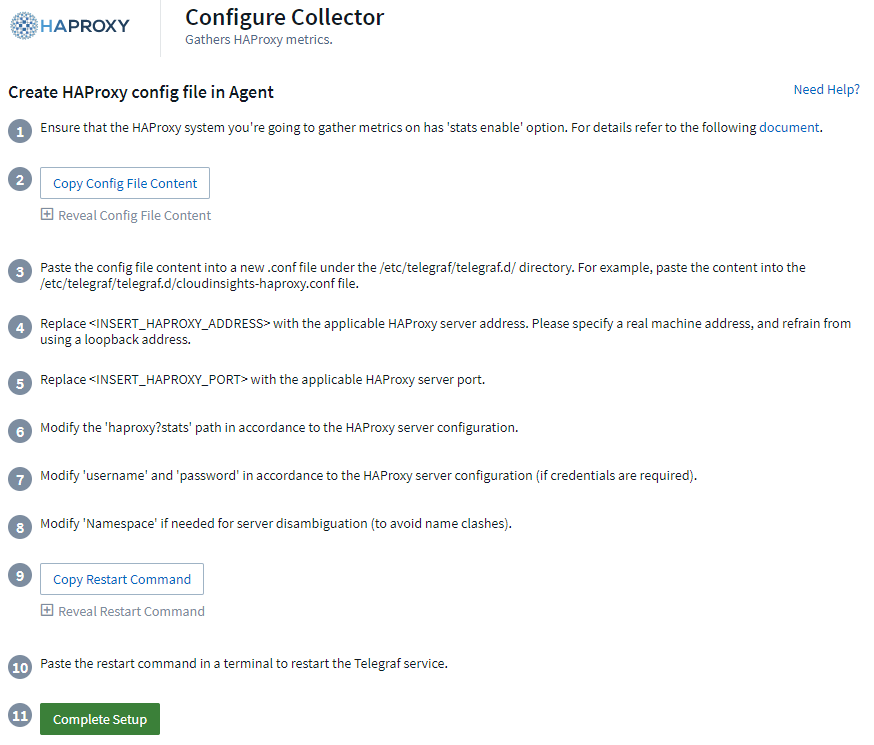 HAPROXY
Configure Collector
Gathers HAProxy metrics.
Create HAProxy config file in Agent
Need Help?
1 Ensure that the HAProxy system you're going to gather metrics on has 'stats enable' option. For details refer to the following document.
2 Copy Config File Content
Reveal Config File Content
3 Paste the config file content into a new .conf file under the /etc/telegraf/telegraf.d/ directory. For example, paste the content into the
/etc/telegraf/telegraf.d/cloudinsights-haproxy.conf file.
4 Replace <INSERT_HAPROXY_ADDRESS> with the applicable HAProxy server address. Please specify a real machine address, and refrain from
using a loopback address.
5 Replace <INSERT_HAPROXY_PORT> with the applicable HAProxy server port.
6 Modify the 'haproxy?stats' path in accordance to the HAProxy server configuration.
7 Modify 'username' and 'password' in accordance to the HAProxy server configuration (if credentials are required).
8 Modify 'Namespace' if needed for server disambiguation (to avoid name clashes).
9 Copy Restart Command
Reveal Restart Command
10 Paste the restart command in a terminal to restart the Telegraf service.
11 Complete Setup